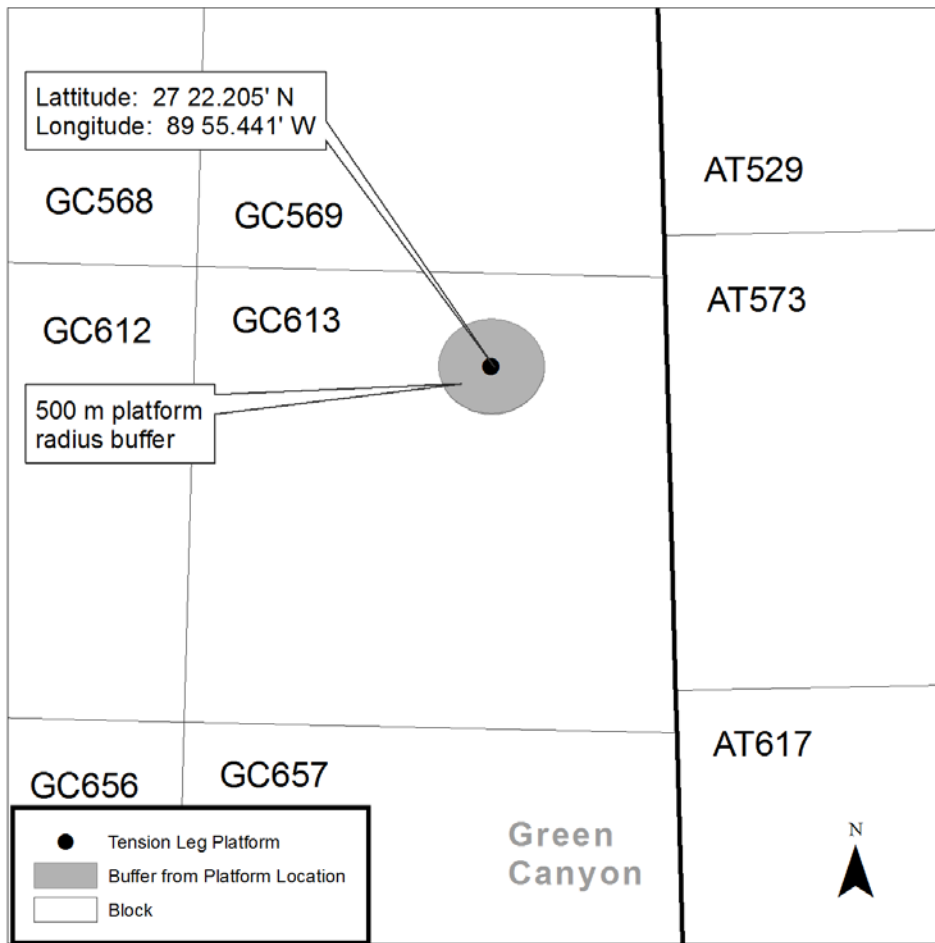 Lattitude:  27 22.205' N
Longitude:  89 55.441' W
AT529
GC568
GC569
AT573
GC612
GC613
500 m platform
radius buffer
AT617
GC656
GC657
Green
Canyon
N
Tension Leg Platform
Buffer from Platform Location
Block